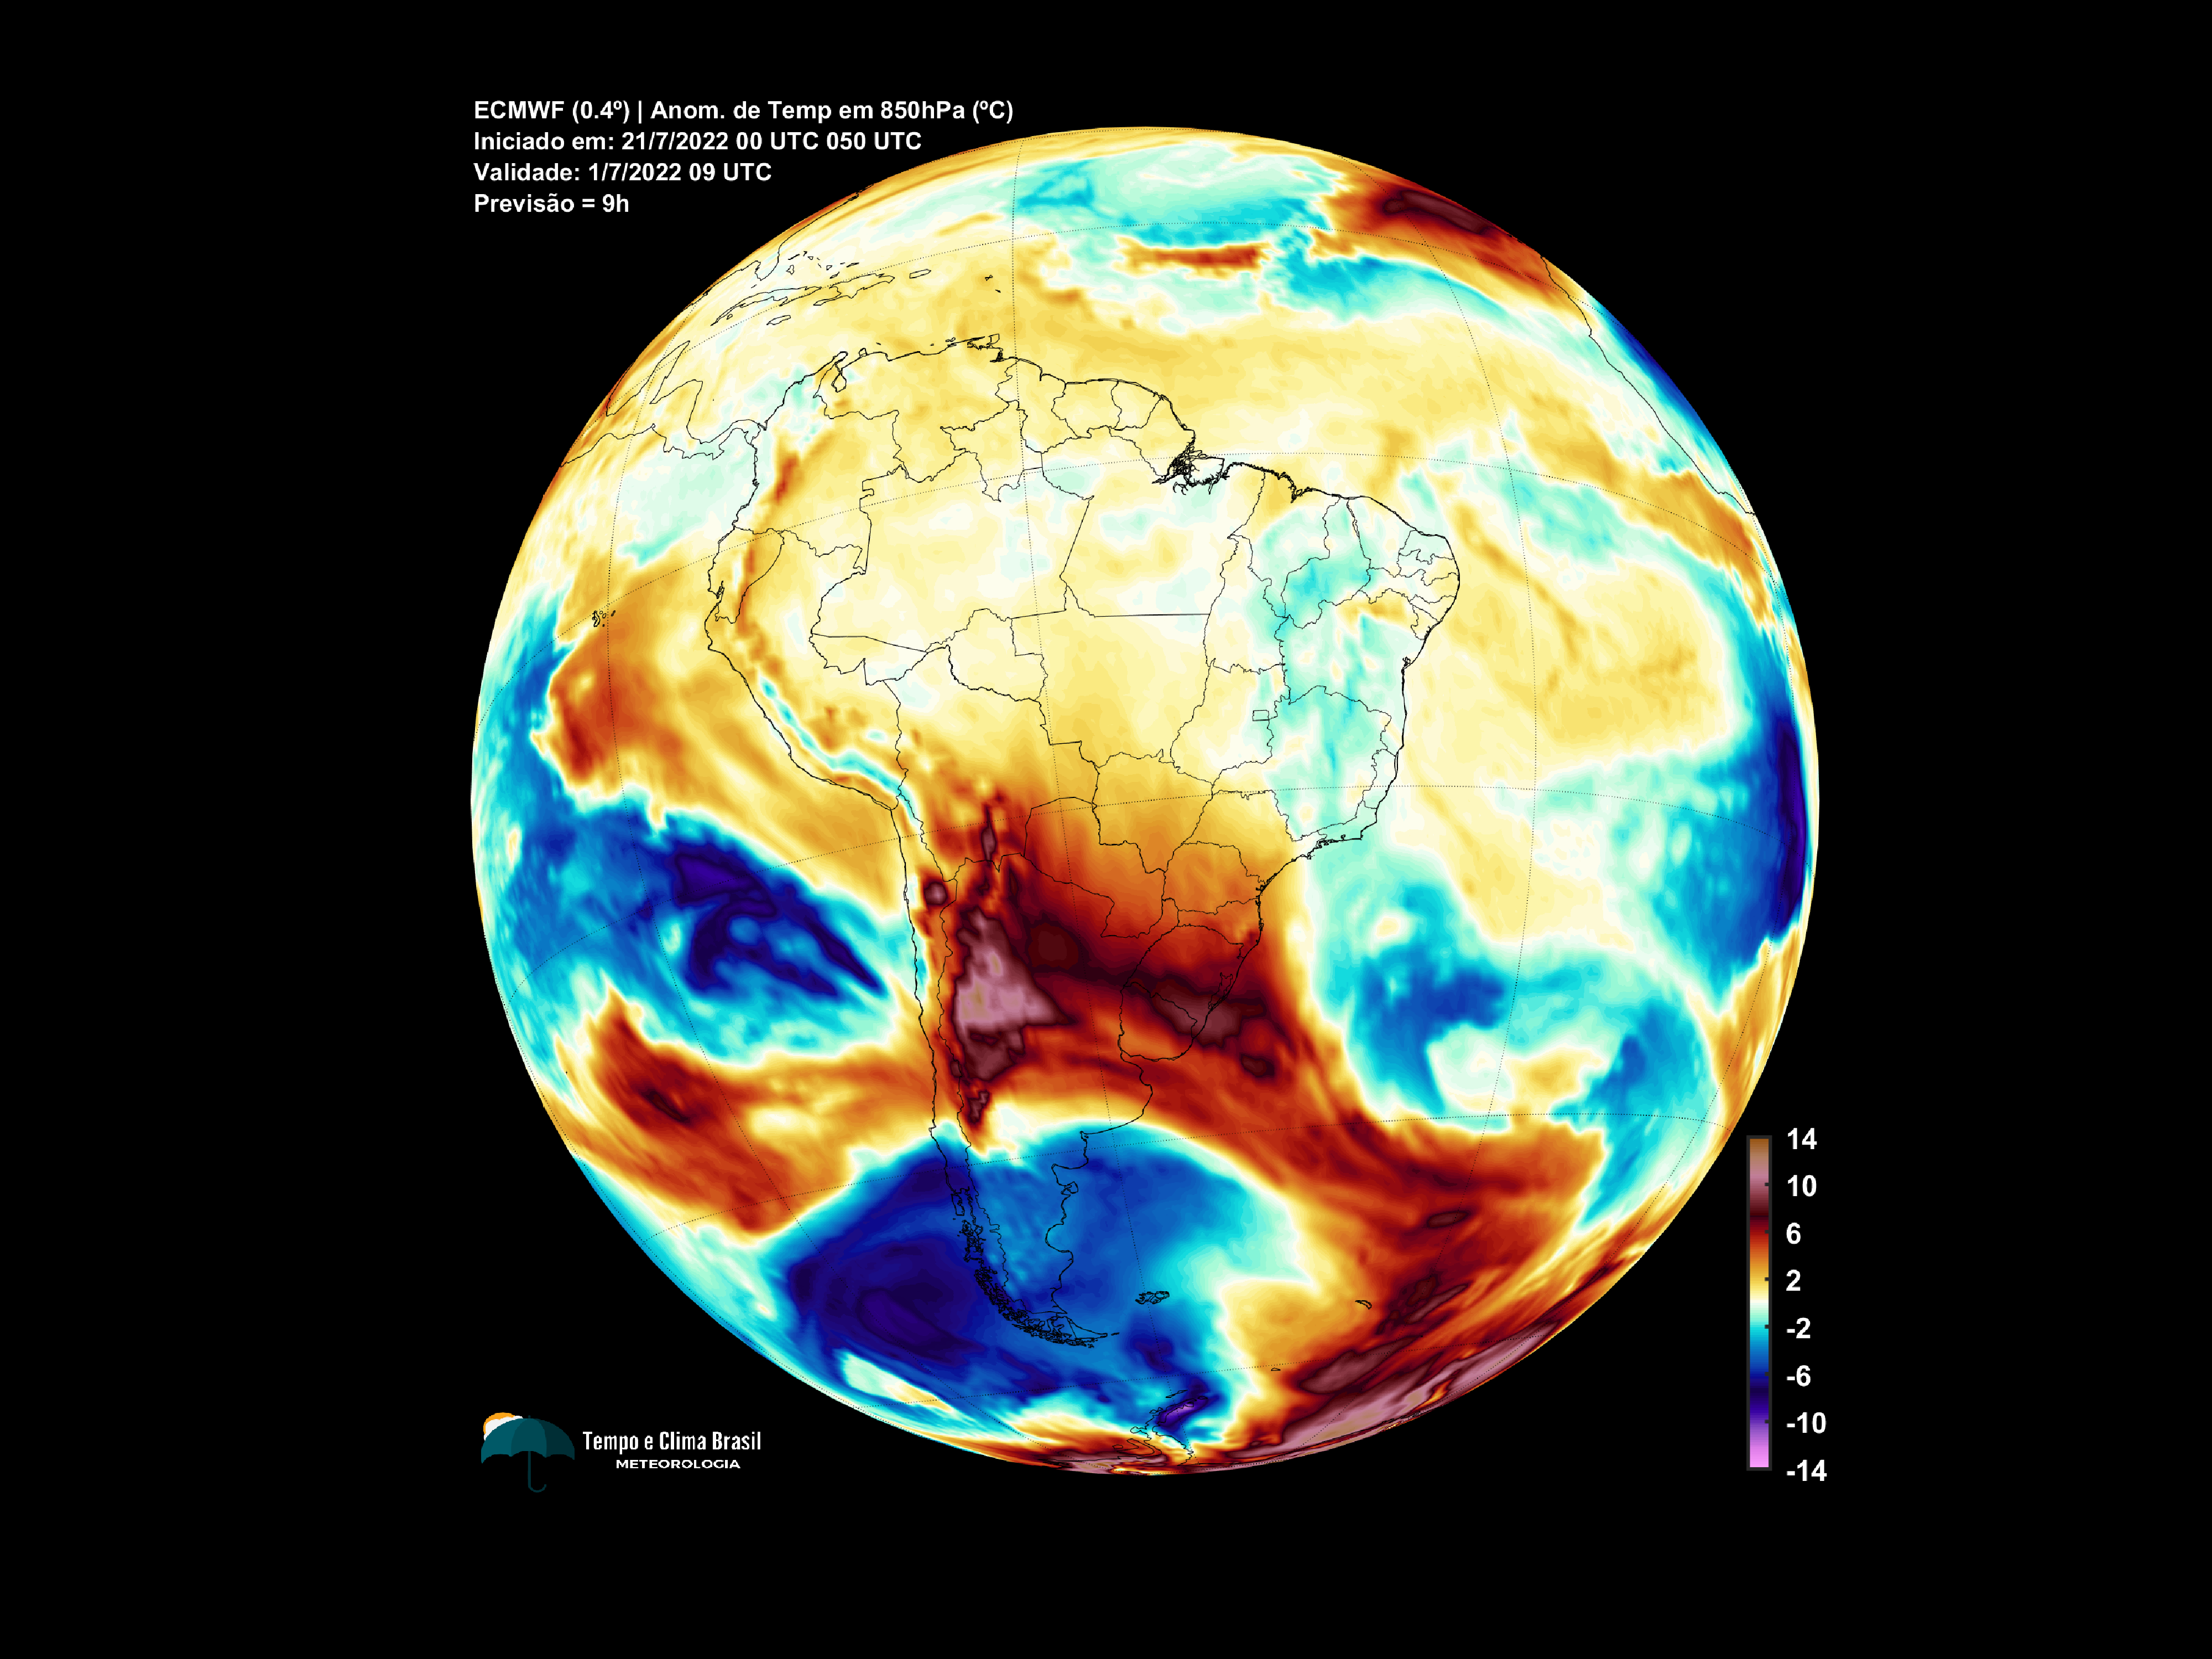 ECMWF (0.4º) | Anom. de Temp em 850hPa (ºC)
Iniciado em: 21/7/2022 00 UTC 050 UTC
Validade: 1/7/2022 09 UTC
Previsão = 9h
14
10
6
2
-2
-6
-10
-14
Tempo e Clima Brasil
METEOROLOGIA